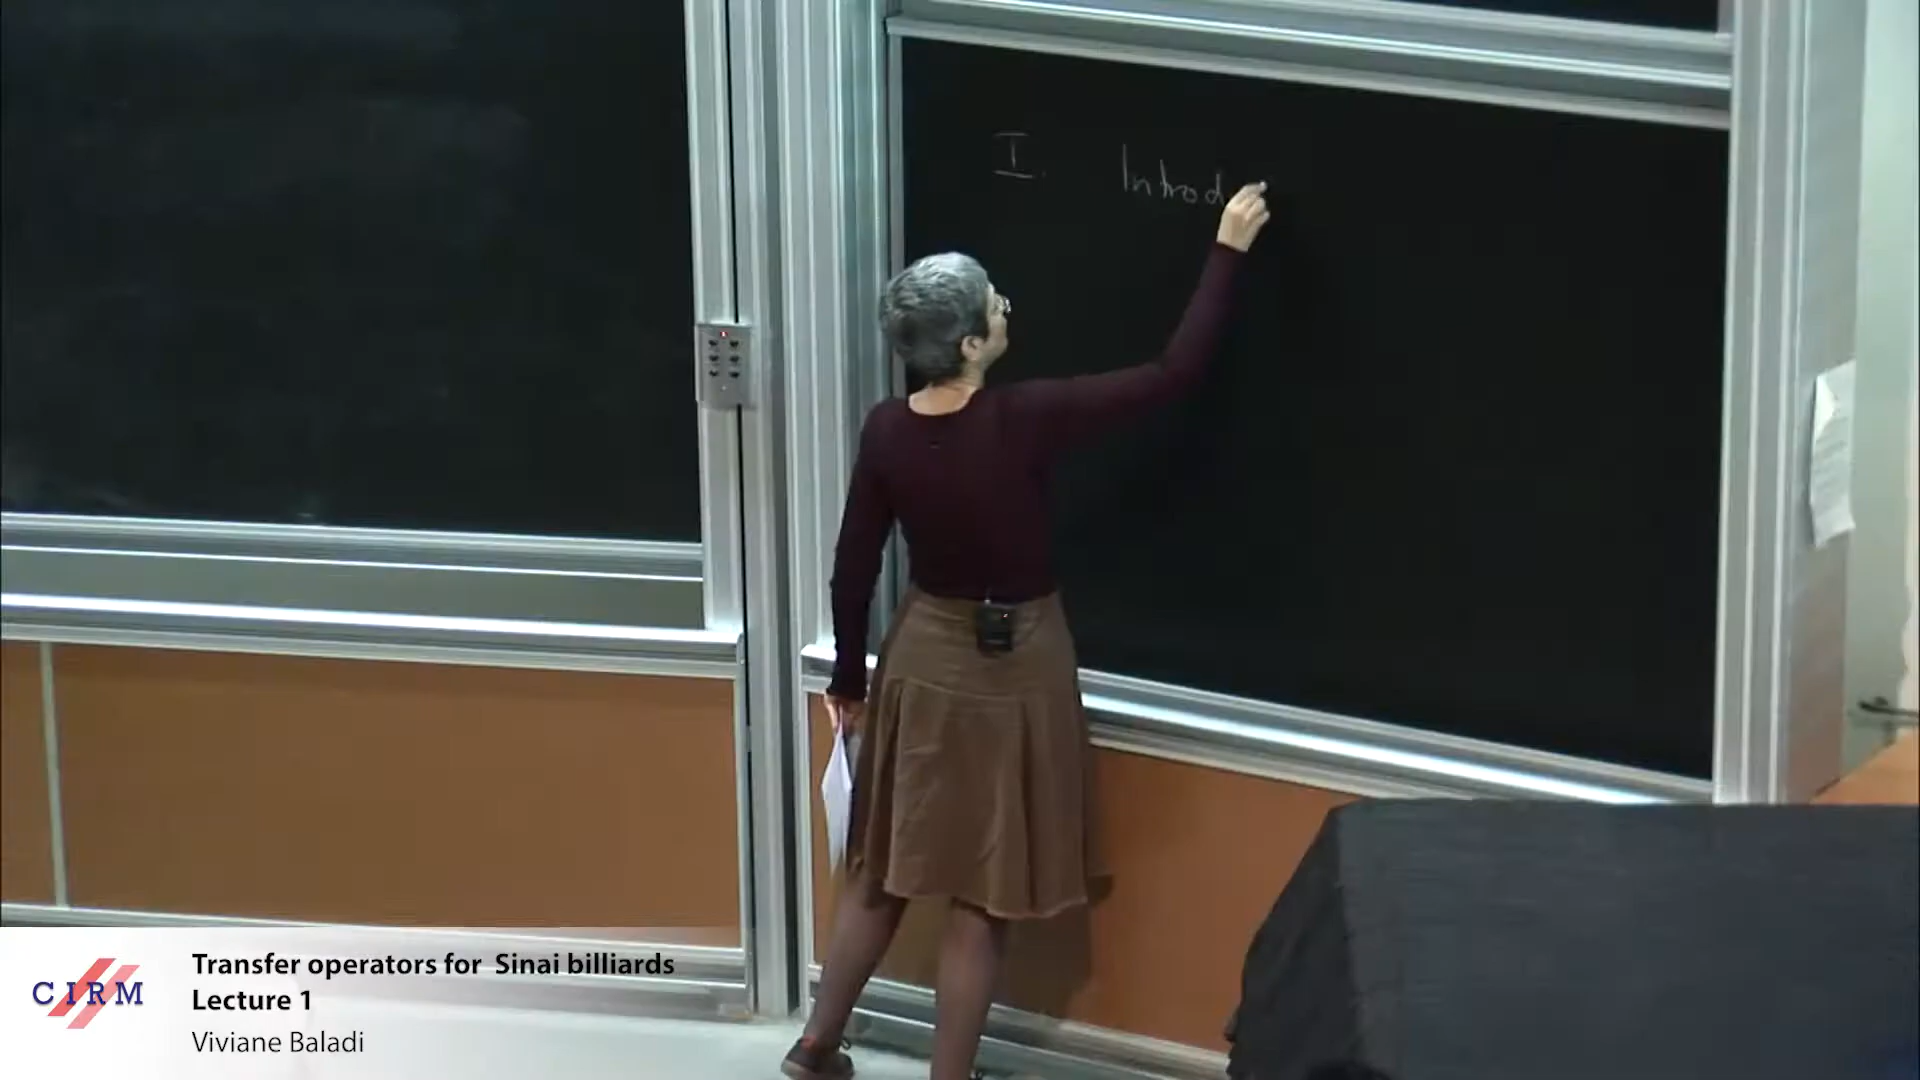 I. Introd
CIRM
Transfer operators for Sinai billiards
Lecture 1
Viviane Baladi